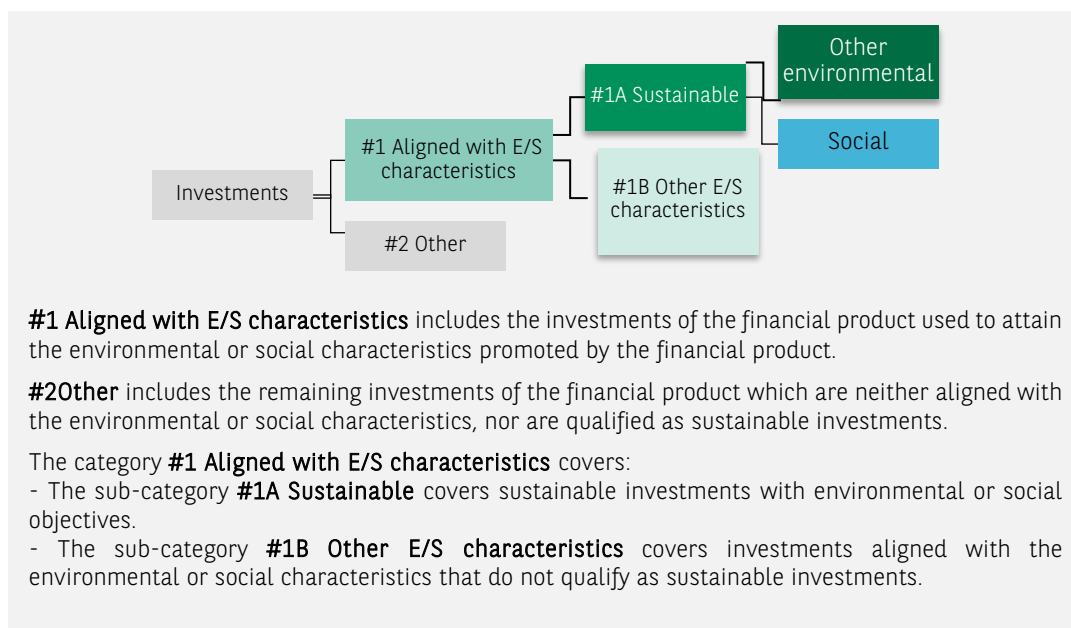 Other
environmental
#1A Sustainable
Social
#1 Aligned with E/S
characteristics
#1B Other E/S
characteristics
Investments
#2 Other
#1 Aligned with E/S characteristics includes the investments of the financial product used to attain
the environmental or social characteristics promoted by the financial product.
#2Other includes the remaining investments of the financial product which are neither aligned with
the environmental or social characteristics, nor are qualified as sustainable investments.
The category #1 Aligned with E/S characteristics covers:
- The sub-category #1A Sustainable covers sustainable investments with environmental or social
objectives.
- The sub-category #1B Other E/S characteristics covers investments aligned with the
environmental or social characteristics that do not qualify as sustainable investments.